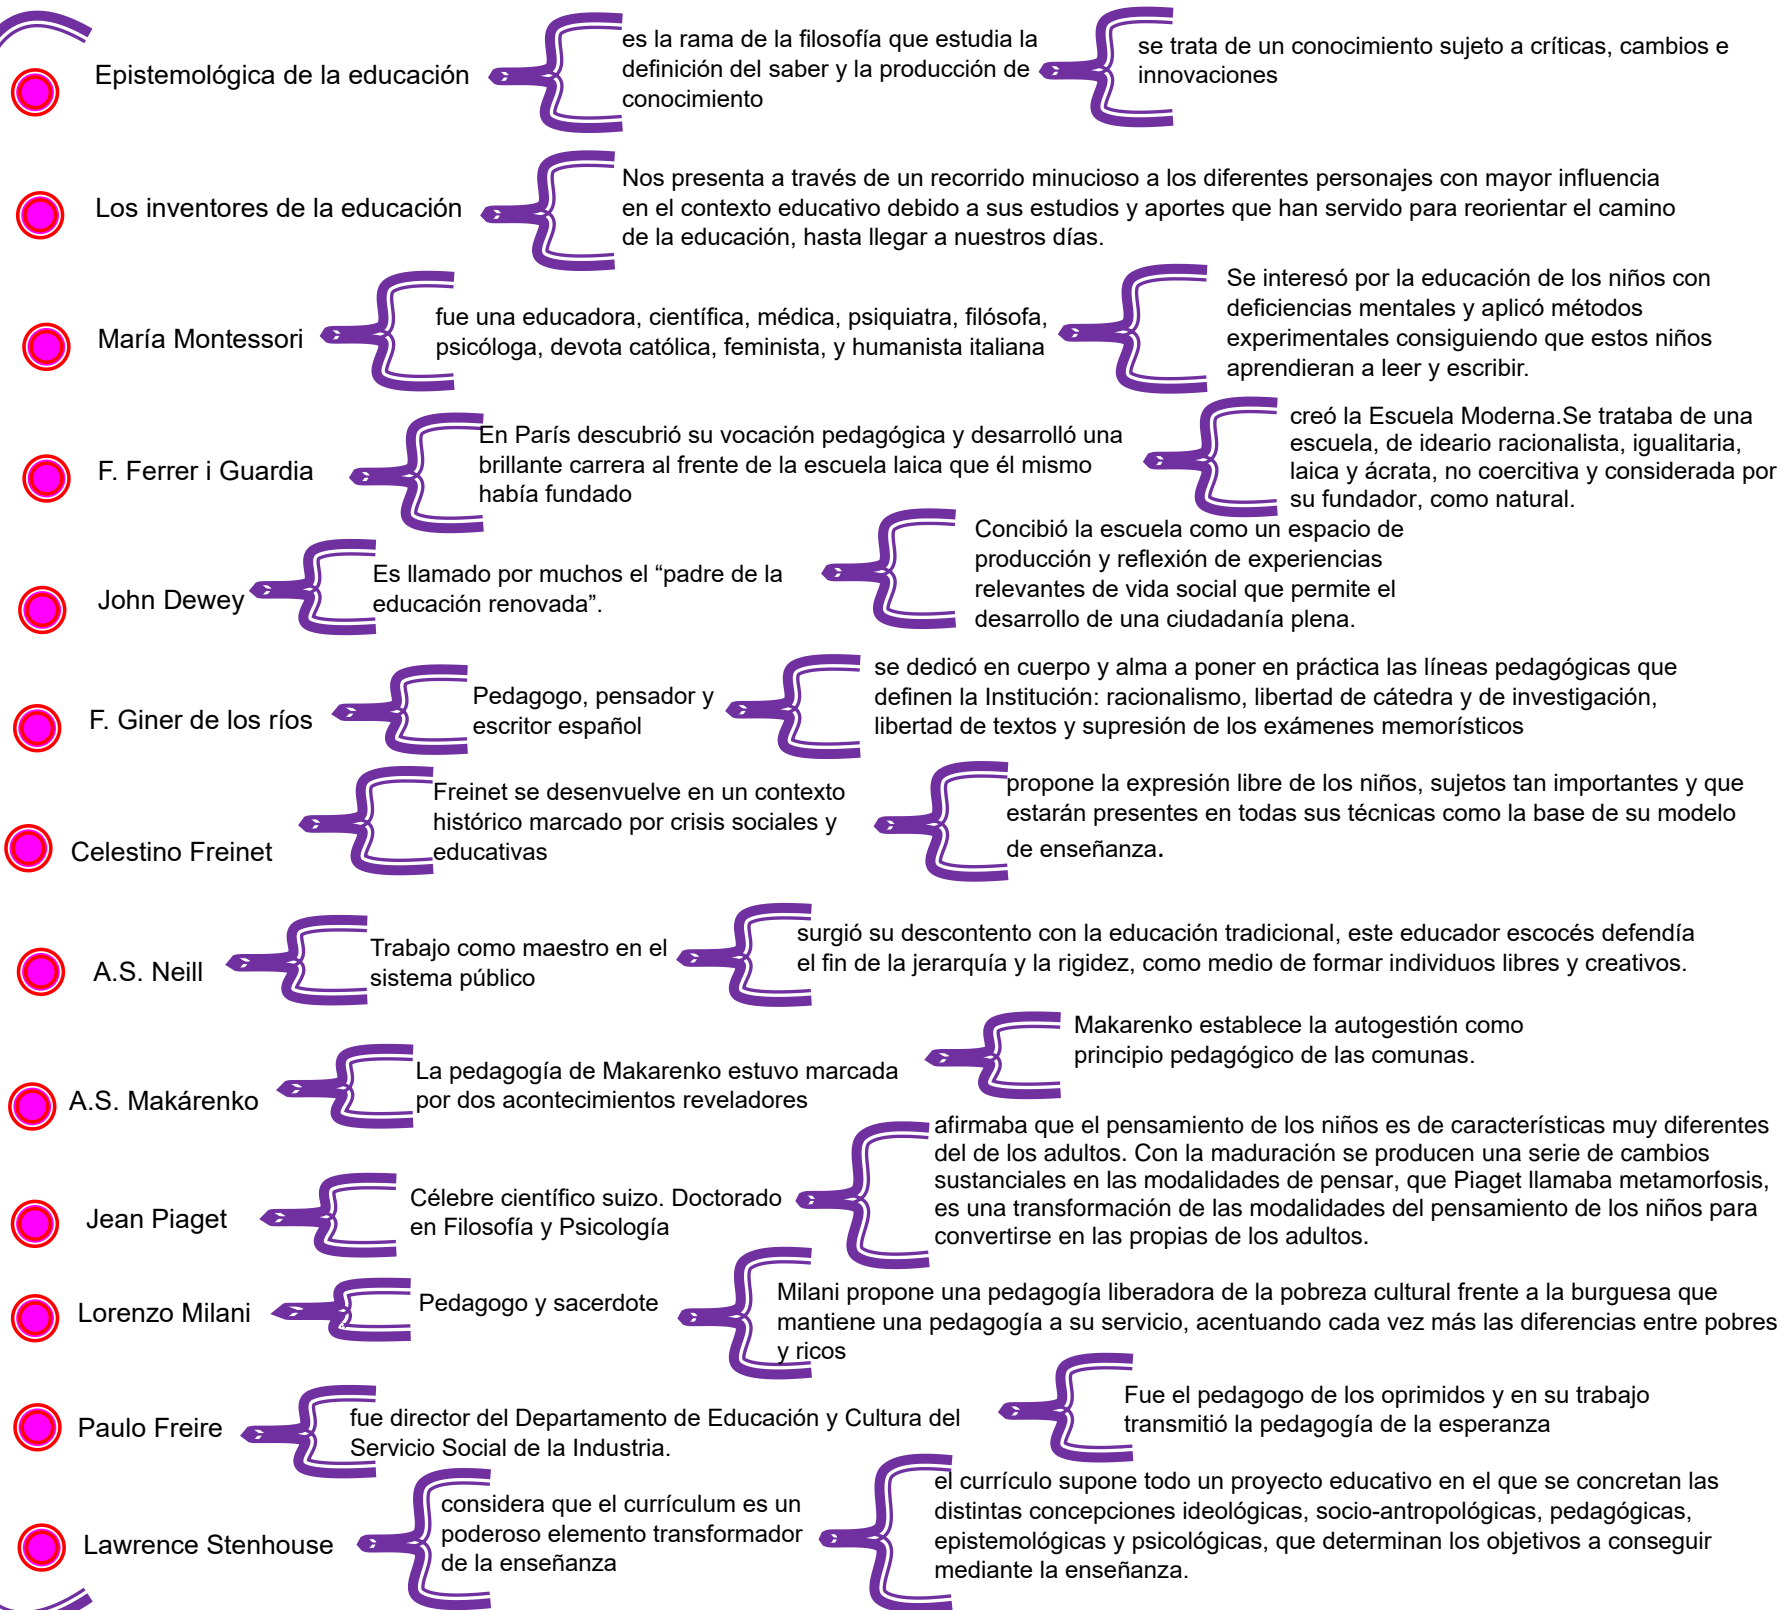 Epistemológica de la educación
es la rama de la filosofía que estudia la
definición del saber y la producción de
conocimiento
se trata de un conocimiento sujeto a críticas, cambios e
innovaciones
Los inventores de la educación
Nos presenta a través de un recorrido minucioso a los diferentes personajes con mayor influencia
en el contexto educativo debido a sus estudios y aportes que han servido para reorientar el camino
de la educación, hasta llegar a nuestros días.
María Montessori
fue una educadora, científica, médica, psiquiatra, filósofa,
psicóloga, devota católica, feminista, y humanista italiana
Se interesó por la educación de los niños con
deficiencias mentales y aplicó métodos
experimentales consiguiendo que estos niños
aprendieran a leer y escribir.
F. Ferrer i Guardia
En París descubrió su vocación pedagógica y desarrolló una
brillante carrera al frente de la escuela laica que él mismo
había fundado
creó la Escuela Moderna.Se trataba de una
escuela, de ideario racionalista, igualitaria,
laica y ácrata, no coercitiva y considerada por
su fundador, como natural.
John Dewey
Es llamado por muchos el “padre de la
educación renovada”.
Concibió la escuela como un espacio de
producción y reflexión de experiencias
relevantes de vida social que permite el
desarrollo de una ciudadanía plena.
F. Giner de los ríos
Pedagogo, pensador y
escritor español
se dedicó en cuerpo y alma a poner en práctica las líneas pedagógicas que
definen la Institución: racionalismo, libertad de cátedra y de investigación,
libertad de textos y supresión de los exámenes memorísticos
Celestino Freinet
Freinet se desenvuelve en un contexto
histórico marcado por crisis sociales y
educativas
propone la expresión libre de los niños, sujetos tan importantes y que
estarán presentes en todas sus técnicas como la base de su modelo
de enseñanza.
A.S. Neill
Trabajo como maestro en el
sistema público
surgió su descontento con la educación tradicional, este educador escocés defendía
el fin de la jerarquía y la rigidez, como medio de formar individuos libres y creativos.
A.S. Makárenko
La pedagogía de Makarenko estuvo marcada
por dos acontecimientos reveladores
Makarenko establece la autogestión como
principio pedagógico de las comunas.
Jean Piaget
Célebre científico suizo. Doctorado
en Filosofía y Psicología
afirmaba que el pensamiento de los niños es de características muy diferentes
del de los adultos. Con la maduración se producen una serie de cambios
sustanciales en las modalidades de pensar, que Piaget llamaba metamorfosis,
es una transformación de las modalidades del pensamiento de los niños para
convertirse en las propias de los adultos.
Lorenzo Milani
Pedagogo y sacerdote
Milani propone una pedagogía liberadora de la pobreza cultural frente a la burguesa que
mantiene una pedagogía a su servicio, acentuando cada vez más las diferencias entre pobres
y ricos
Paulo Freire
fue director del Departamento de Educación y Cultura del
Servicio Social de la Industria.
Fue el pedagogo de los oprimidos y en su trabajo
transmitió la pedagogía de la esperanza
Lawrence Stenhouse
considera que el currículum es un
poderoso elemento transformador
de la enseñanza
el currículo supone todo un proyecto educativo en el que se concretan las
distintas concepciones ideológicas, socio-antropológicas, pedagógicas,
epistemológicas y psicológicas, que determinan los objetivos a conseguir
mediante la enseñanza.